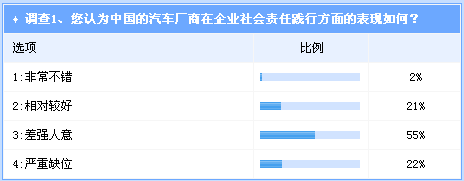 调查1、您认为中国的汽车厂商在企业社会责任践行方面的表现如何？
选项 比例
1:非常不错 2%
2:相对较好 21%
3:差强人意 55%
4:严重缺位 22%